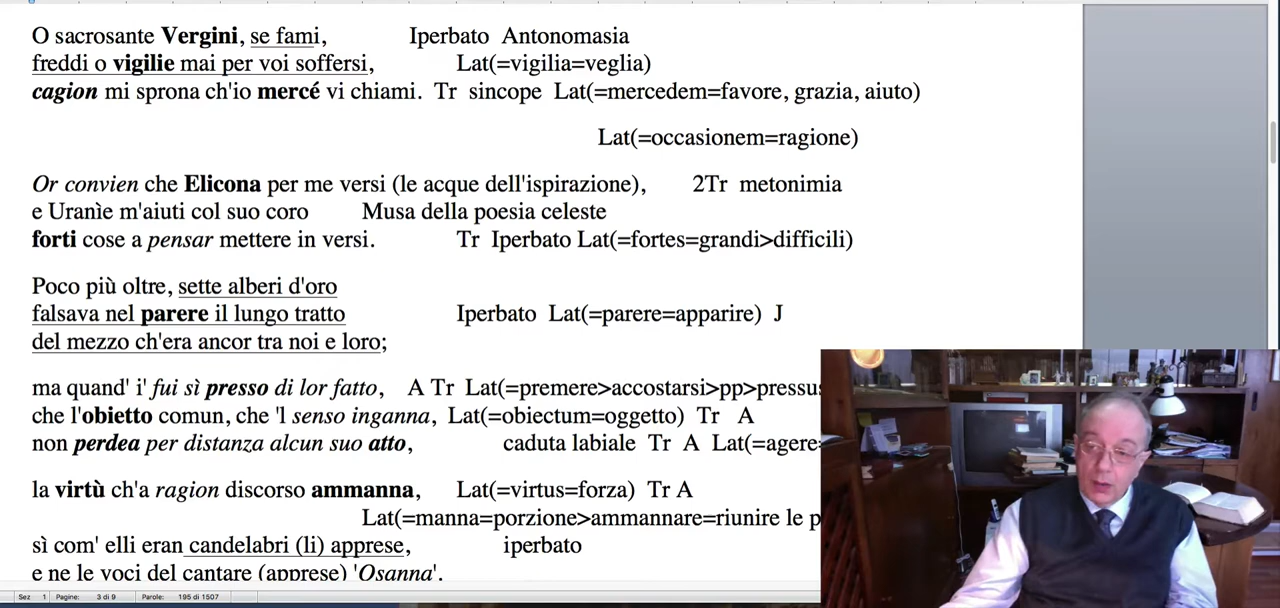 O sacrosante Vergini, se fami, Iperbato Antonomasia
freddi o vigilie mai per voi soffersi, Lat(=vigilia=veglia)
cagion mi sprona ch'io mercé vi chiami. Tr sincope Lat(=mercedem=favore, grazia, aiuto)
Lat(=occasionem=ragione)
Or convien che Elicona per me versi (le acque dell'ispirazione), 2Tr metonimia
e Uranìe m'aiuti col suo coro Musa della poesia celeste
forti cose a pensar mettere in versi. Tr Iperbato Lat(=fortes=grandi>difficili)
Poco più oltre, sette alberi d'oro
falsava nel parere il lungo tratto Iperbato Lat(=parere=apparire) J
del mezzo ch'era ancor tra noi e loro;
ma quand' i' fui sì presso di lor fatto, A Tr Lat(=premere>accostarsi>pp>pressus
che l'obietto comun, che 'l senso inganna, Lat(=obiectum=oggetto) Tr A
non perdea per distanza alcun suo atto, caduta labiale Tr A Lat(=agere=
la virtù ch'a ragion discorso ammanna, Lat(=virtus=forza) Tr A
Lat(=manna=porzione>ammannare=riunire le p
sì com' elli eran candelabri (li) apprese, iperbato
e ne le voci del cantare (apprese) 'Osanna'.
Sez 1 Pagine: 3 di 9 Parole: 195 di 1507